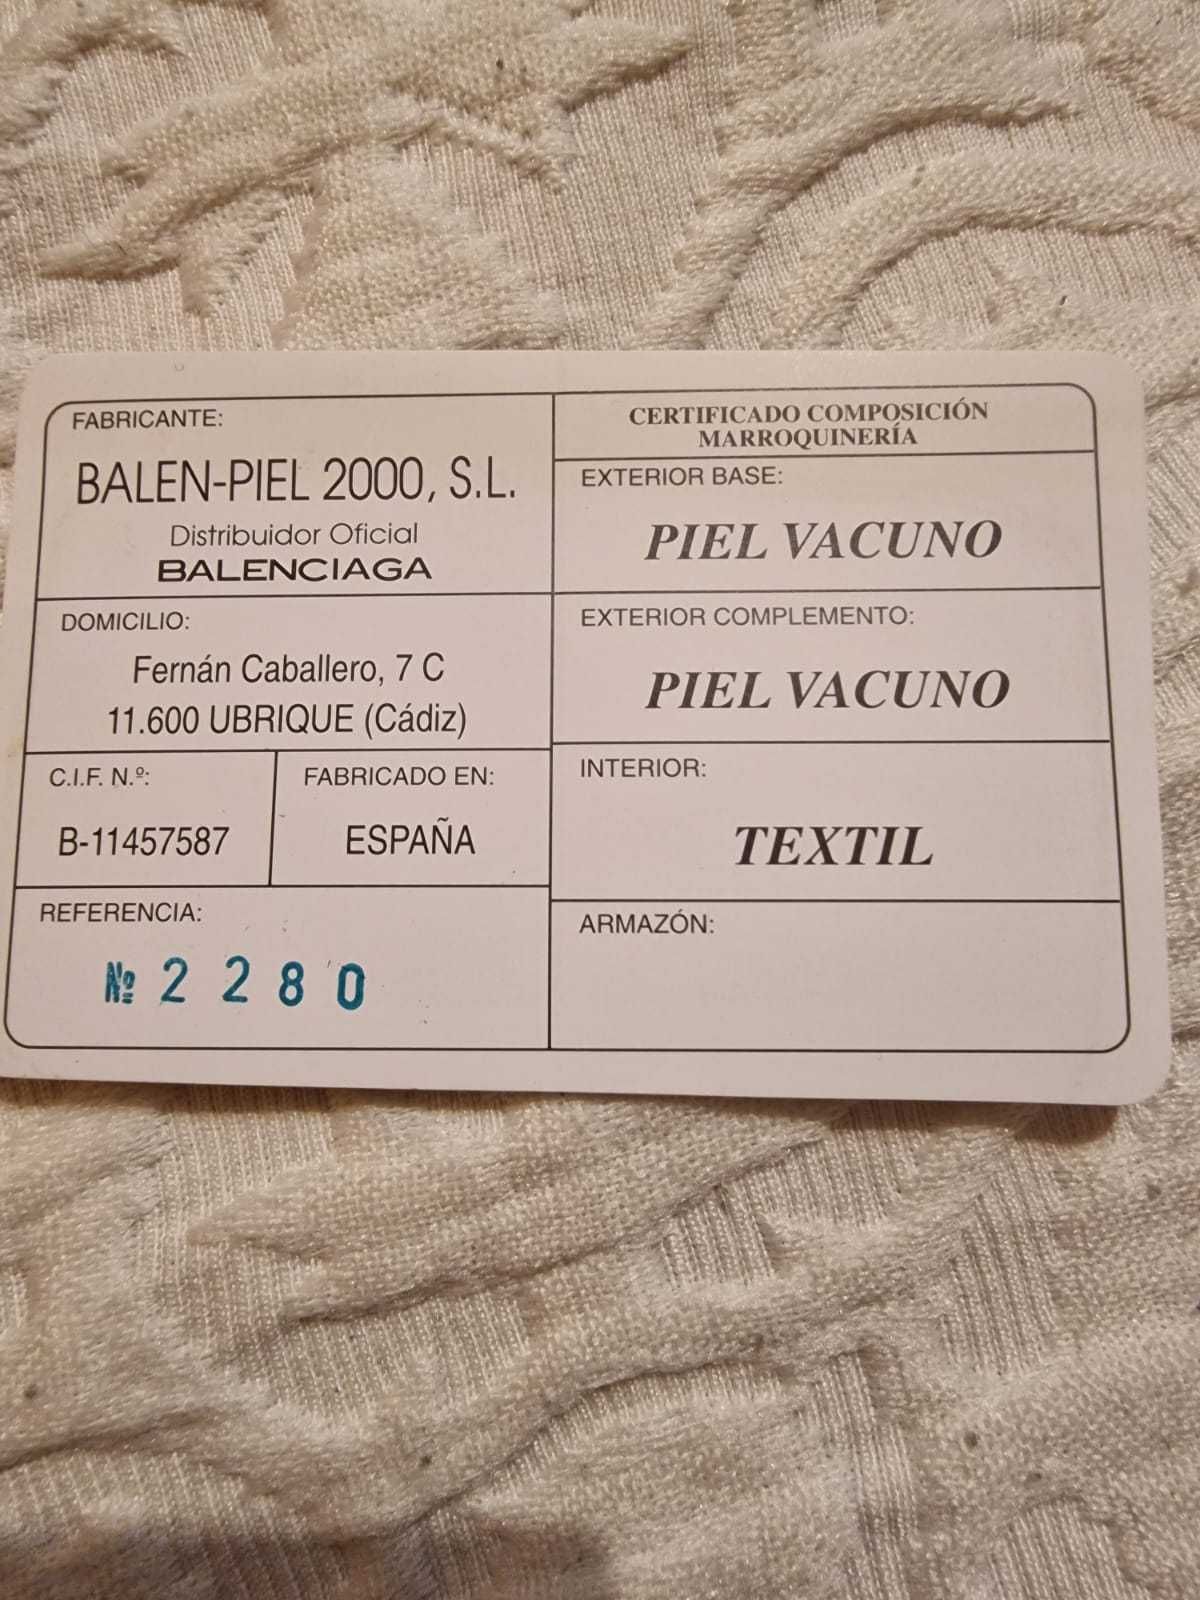 FABRICANTE:
BALEN-PIEL 2000, S.L.
Distribuidor Oficial
BALENCIAGA
DOMICILIO:
Fernán Caballero, 7 C
11.600 UBRIQUE (Cádiz)
C.I.F. N.º:
B-11457587
FABRICADO EN:
ESPAÑA
REFERENCIA:
Nº 2280
CERTIFICADO COMPOSICIÓN
MARROQUINERÍA
EXTERIOR BASE:
PIEL VACUNO
EXTERIOR COMPLEMENTO:
PIEL VACUNO
INTERIOR:
TEXTIL
ARMAZÓN: